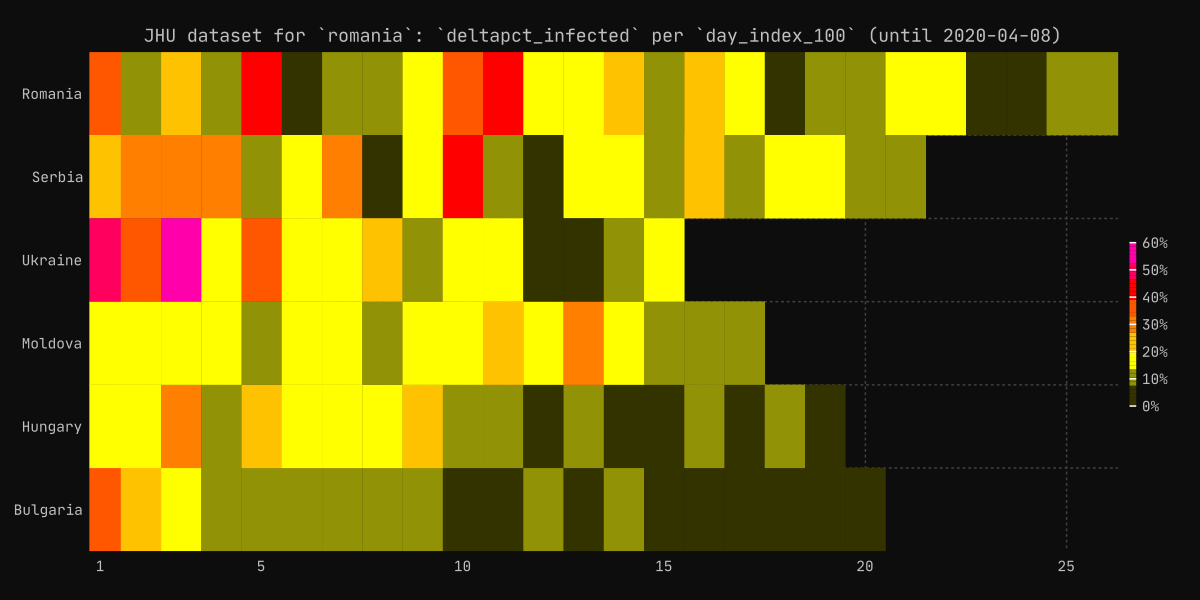 JHU dataset for `romania`: `deltapct_infected` per `day_index_100` (until 2020-04-08)
Romania
Serbia
Ukraine
Moldova
Hungary
Bulgaria
60%
50%
40%
30%
20%
10%
0%
1 5 10 15 20 25